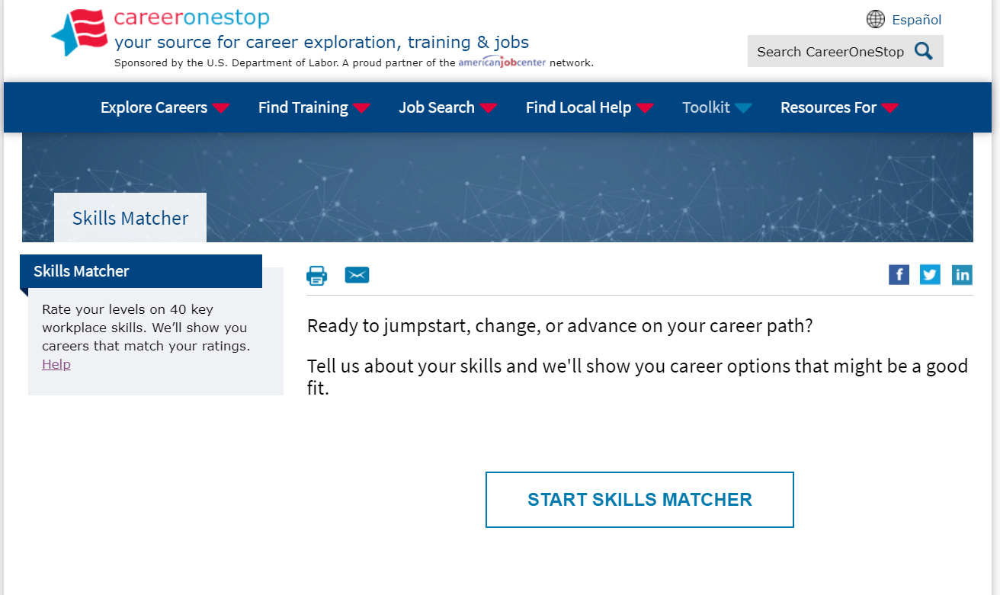 careeronestop
your source for career exploration, training & jobs
Sponsored by the U.S. Department of Labor. A proud partner of the americanjobcenter network.
Español
Search CareerOneStop
Explore Careers Find Training Job Search Find Local Help Toolkit Resources For
Skills Matcher
Skills Matcher
Rate your levels on 40 key
workplace skills. We’ll show you
careers that match your ratings.
Help
f in
Ready to jumpstart, change, or advance on your career path?
Tell us about your skills and we'll show you career options that might be a good
fit.
START SKILLS MATCHER